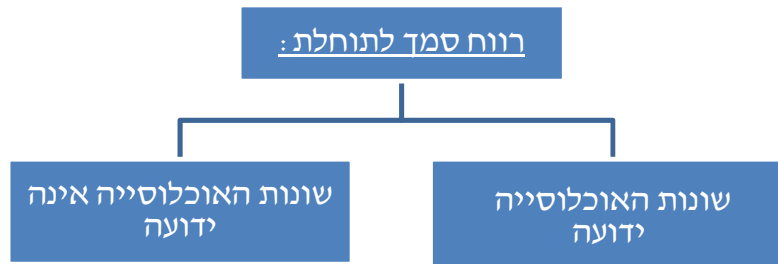 רווח סמך לתוחלת :
שונות האוכלוסייה
ידועה
שונות האוכלוסייה אינה
ידועה